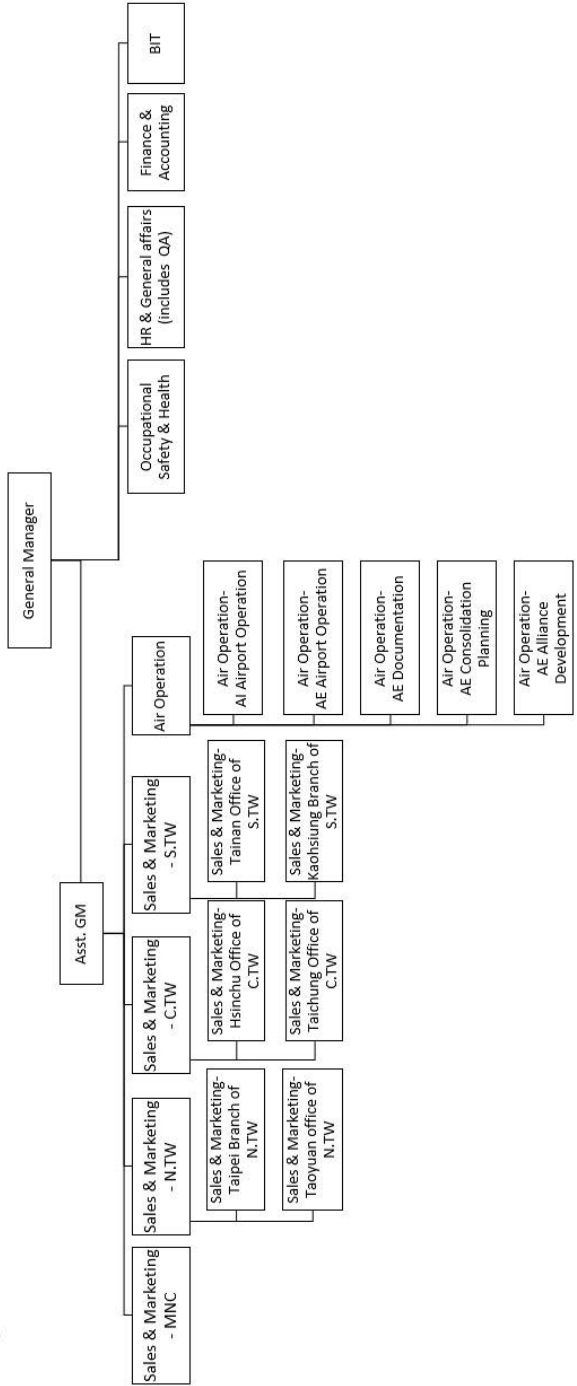 General Manager
Asst. GM
Occupational
Safety & Health
HR & General affairs
(includes QA)
Finance &
Accounting
BIT
Sales & Marketing
- MNC
Sales & Marketing
- N.TW
Sales & Marketing
- C.TW
Sales & Marketing
- S.TW
Air Operation
Sales & Marketing-
Taipei Branch of
N.TW
Sales & Marketing-
Taoyuan office of
N.TW
Sales & Marketing-
Hsinchu Office of
C.TW
Sales & Marketing-
Taichung Office of
C.TW
Sales & Marketing-
Tainan Office of
S.TW
Sales & Marketing-
Kaohsiung Branch of
S.TW
Air Operation-
AI Airport Operation
Air Operation-
AE Airport Operation
Air Operation-
AE Documentation
Air Operation-
AE Consolidation
Planning
Air Operation-
AE Alliance
Development